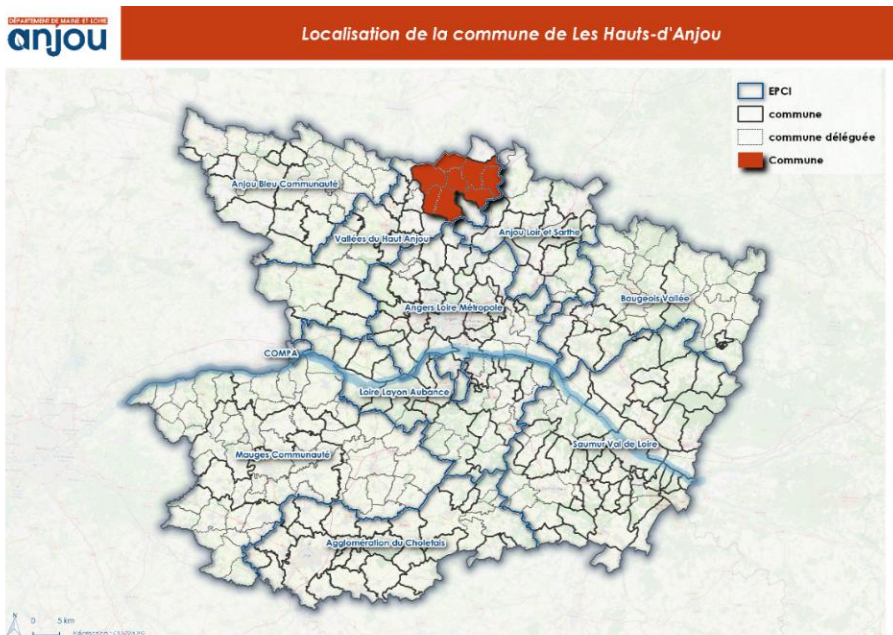 DÉPARTEMENT DE MAINE ET LOIRE
anjou
Localisation de la commune de Les Hauts-d'Anjou
EPCI
commune
commune déléguée
Commune
Anjou Bleu Communauté
Vallées du Haut Anjou
Anjou Loir et Sarthe
Baugeois Vallée
Angers Loire Métropole
COMPA
Loire Layon Aubance
Saumur Val de Loire
Mauges Communauté
Agglomération du Choletais
N
0 5 km